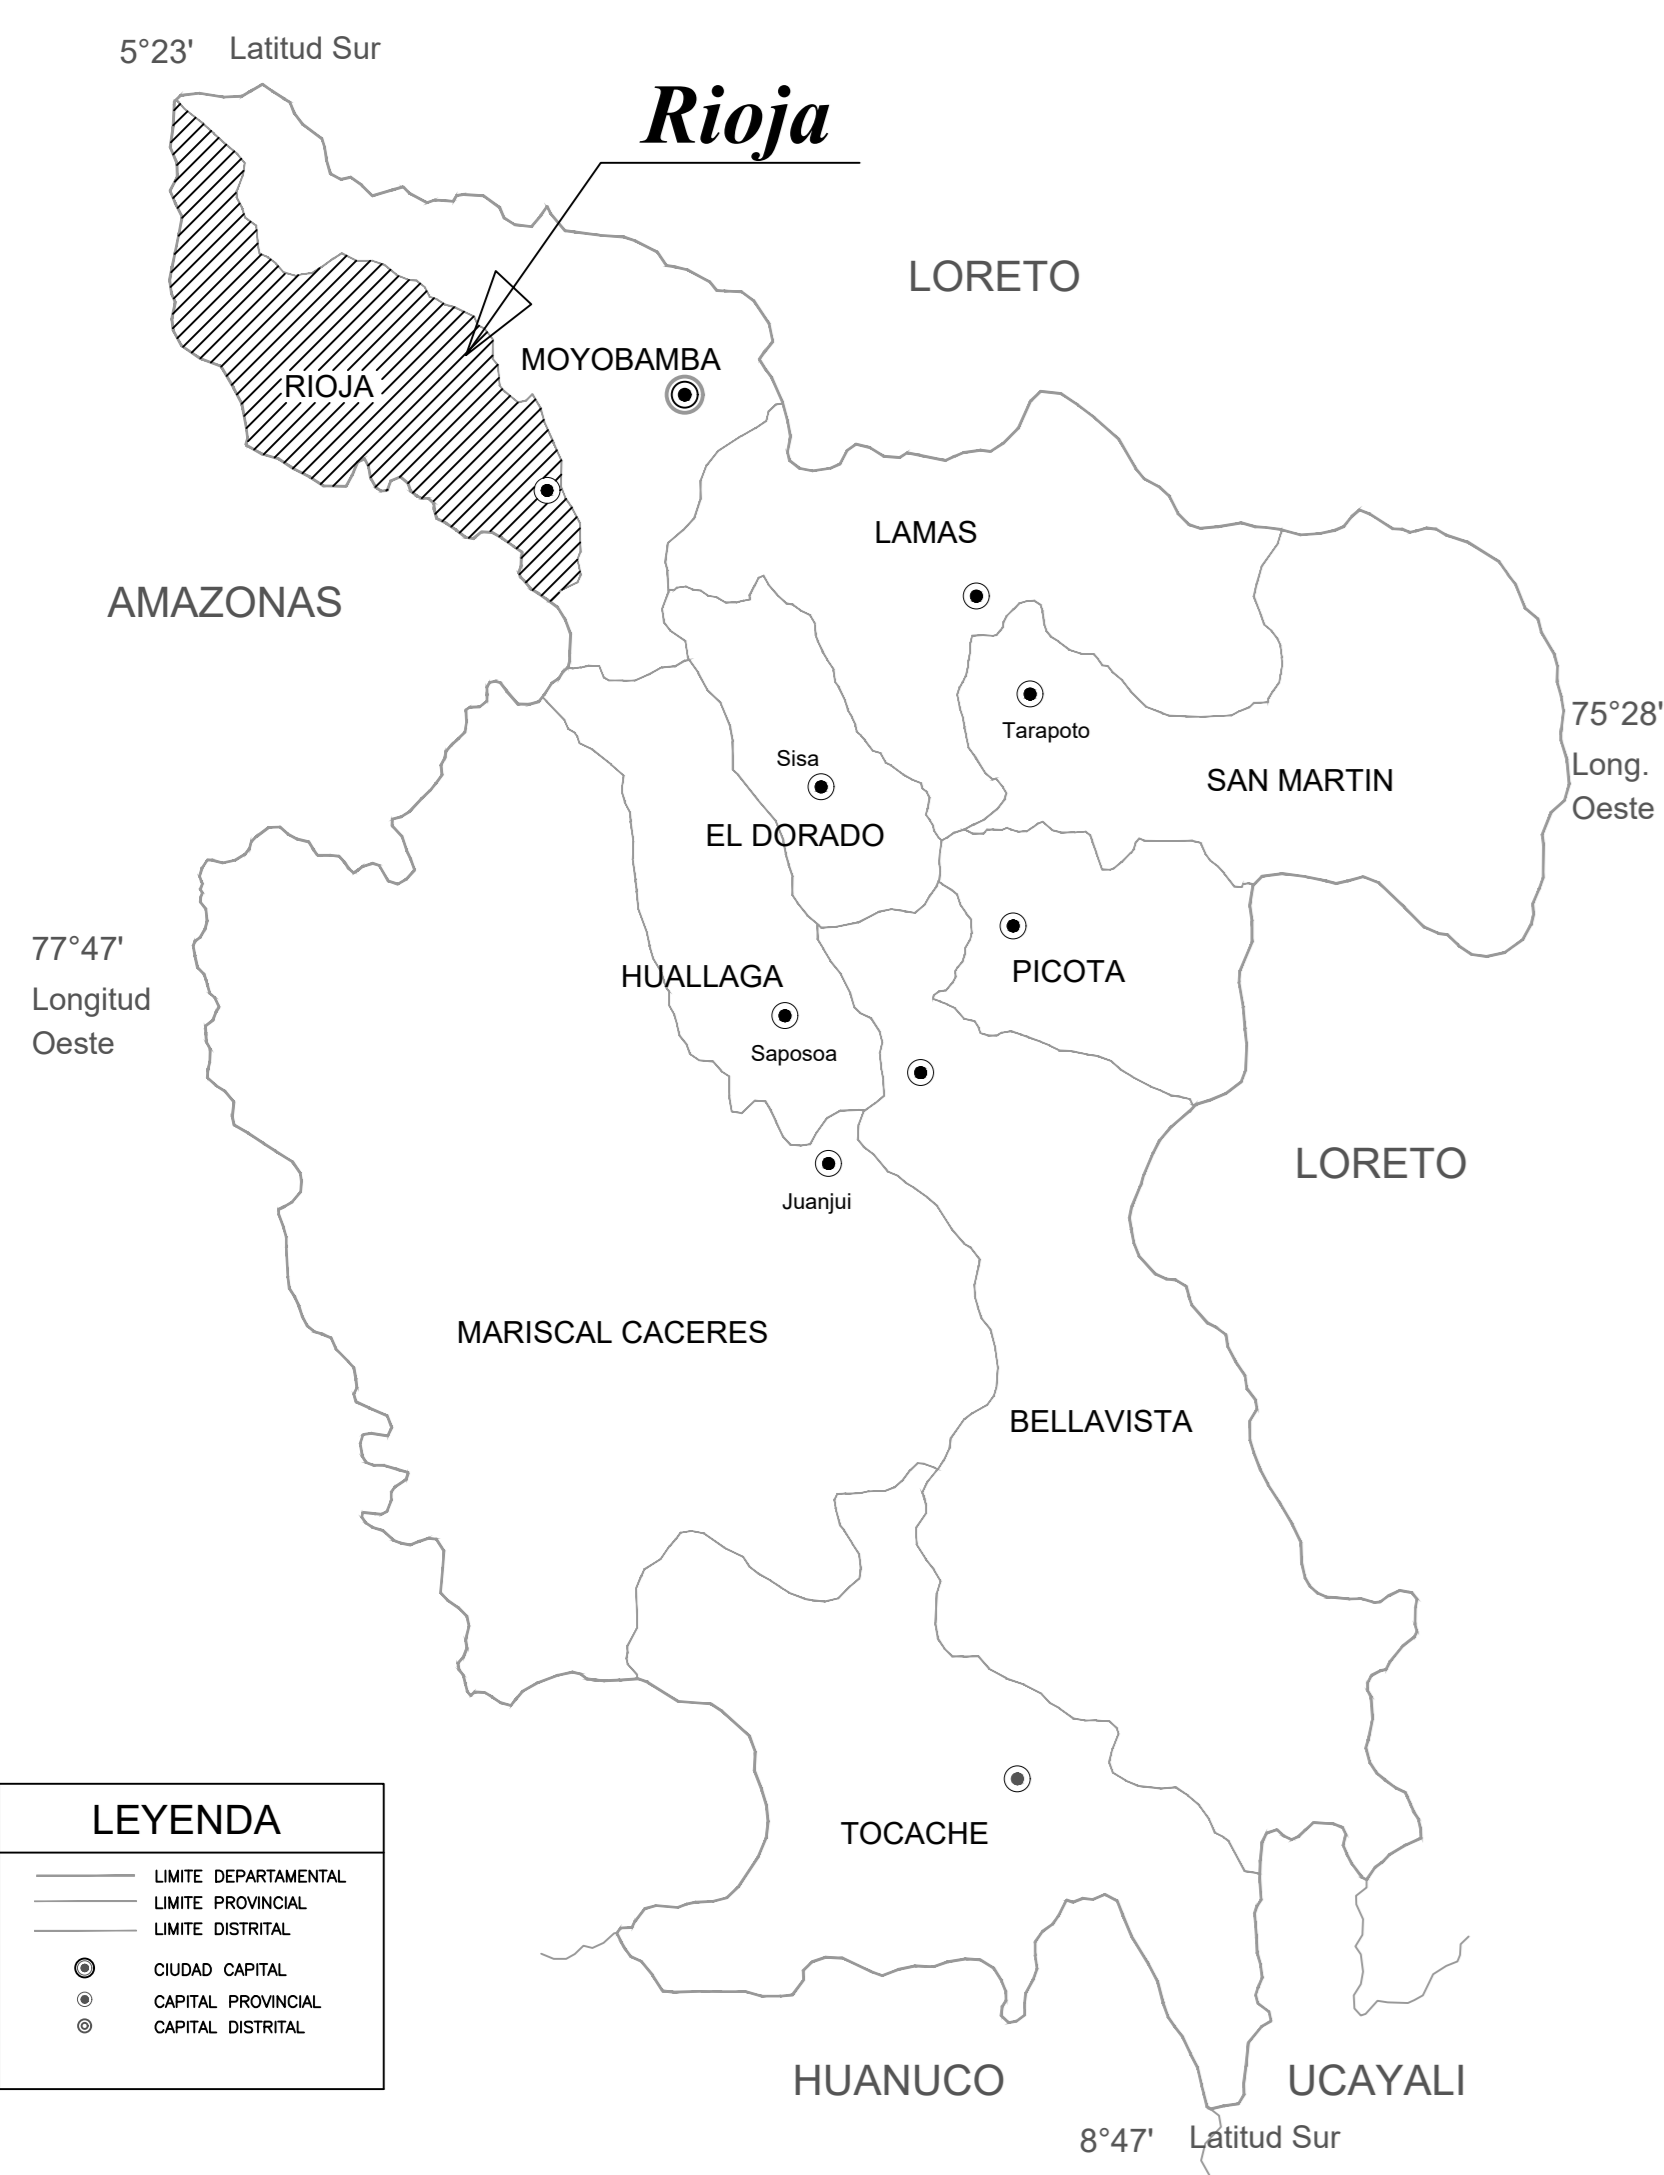 5°23' Latitud Sur
Rioja
LORETO
MOYOBAMBA
RIOJA
LAMAS
AMAZONAS
75°28'
Long.
Oeste
Tarapoto
Sisa
SAN MARTIN
EL DORADO
77°47'
Longitud
Oeste
HUALLAGA
PICOTA
Saposoa
LORETO
Juanjui
MARISCAL CACERES
BELLAVISTA
TOCACHE
LEYENDA
LIMITE DEPARTAMENTAL
LIMITE PROVINCIAL
LIMITE DISTRITAL
CIUDAD CAPITAL
CAPITAL PROVINCIAL
CAPITAL DISTRITAL
HUANUCO
UCAYALI
8°47' Latitud Sur